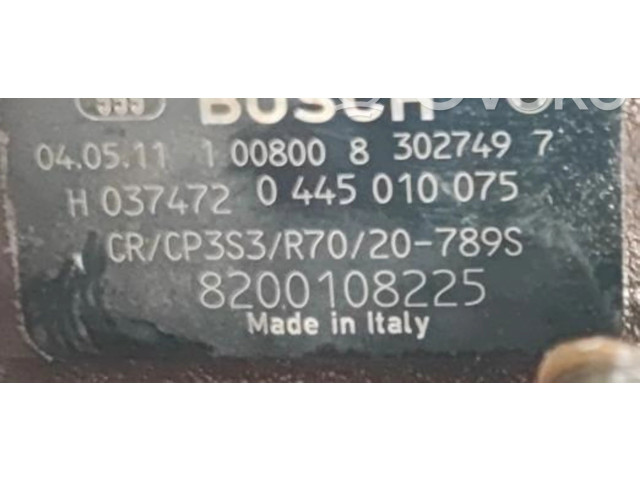 BOSCH
04.05.11 1 00800 8 302749 7
H 037472 0 445 010 075
CR/CP3S3/R70/20-789S
8200108225
Made in Italy